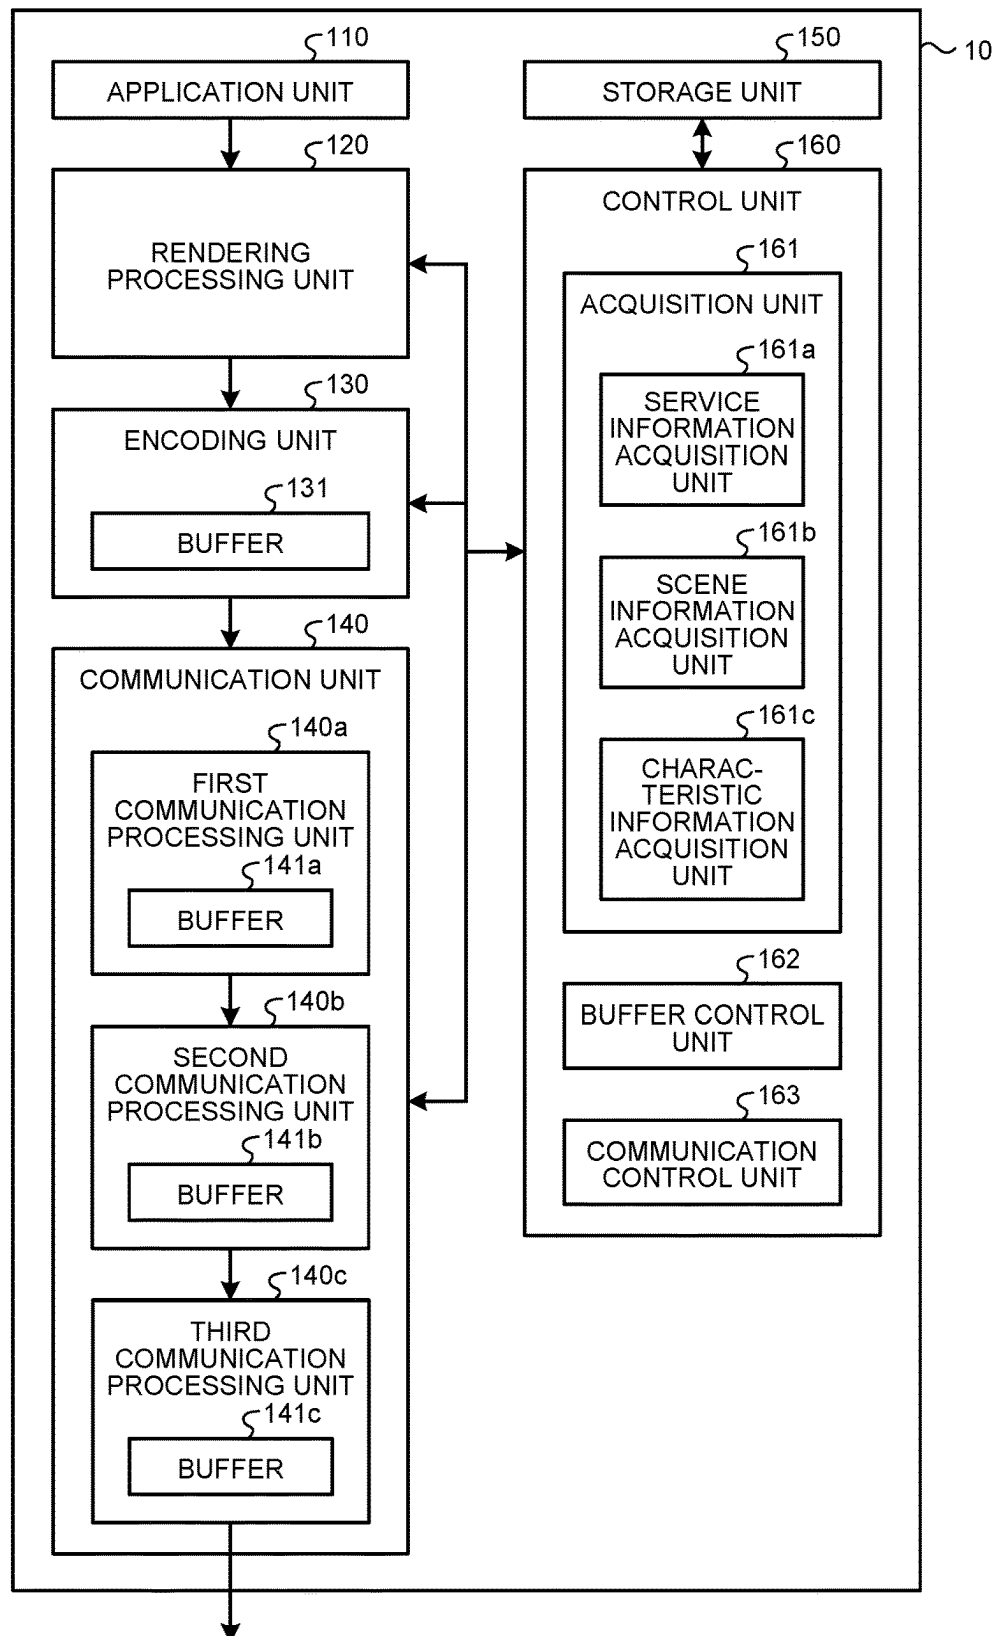 10
110
APPLICATION UNIT
120
RENDERING
PROCESSING UNIT
130
ENCODING UNIT
131
BUFFER
140
COMMUNICATION UNIT
140a
FIRST
COMMUNICATION
PROCESSING UNIT
141a
BUFFER
140b
SECOND
COMMUNICATION
PROCESSING UNIT
141b
BUFFER
140c
THIRD
COMMUNICATION
PROCESSING UNIT
141c
BUFFER
150
STORAGE UNIT
160
CONTROL UNIT
161
ACQUISITION UNIT
161a
SERVICE
INFORMATION
ACQUISITION
UNIT
161b
SCENE
INFORMATION
ACQUISITION
UNIT
161c
CHARAC-
TERISTIC
INFORMATION
ACQUISITION
UNIT
162
BUFFER CONTROL
UNIT
163
COMMUNICATION
CONTROL UNIT